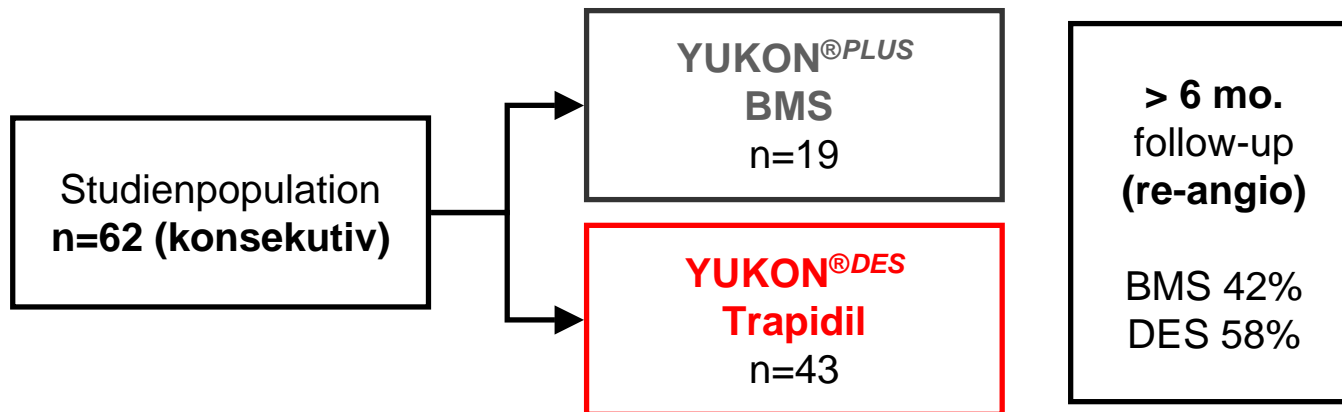 Studienpopulation
n=62 (konsekutiv)
YUKON®PLUS
BMS
n=19
YUKON®DES
Trapidil
n=43
> 6 mo.
follow-up
(re-angio)
BMS 42%
DES 58%